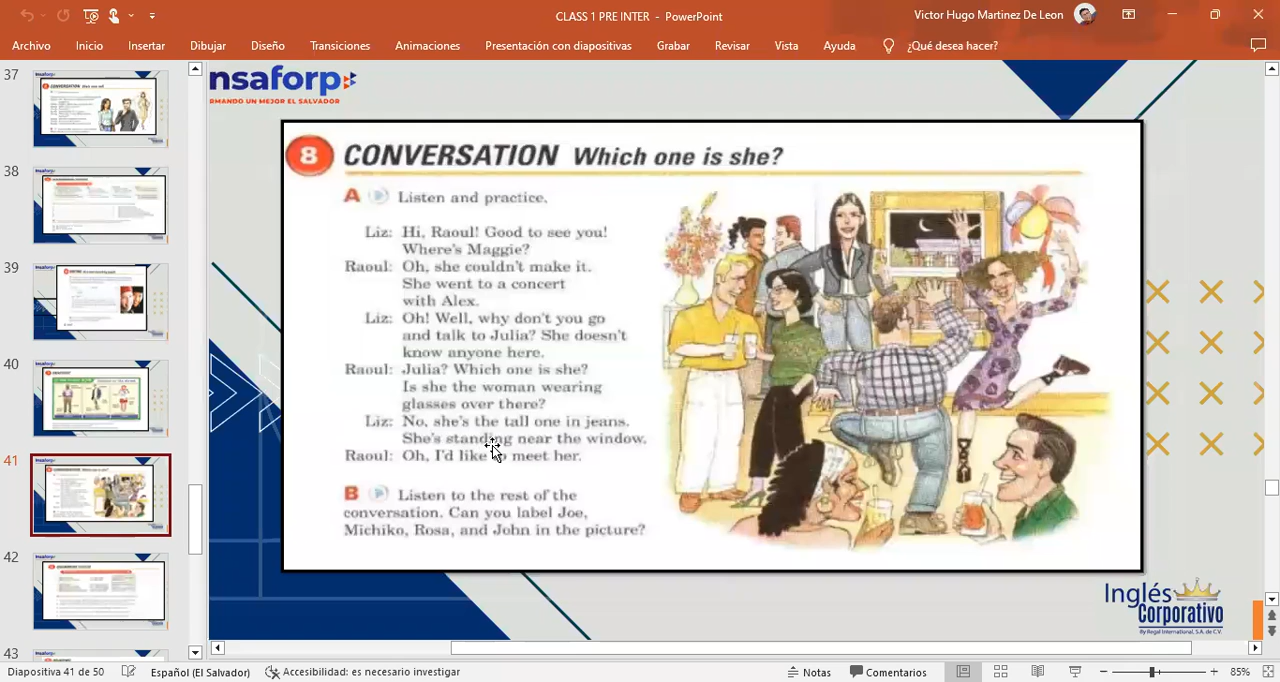 CLASS 1 PRE INTER - PowerPoint
Victor Hugo Martinez De Leon
Archivo Inicio Insertar Dibujar Diseño Transiciones Animaciones Presentación con diapositivas Grabar Revisar Vista Ayuda ¿Qué desea hacer?
37
38
39
40
41
42
43
nsaforp
RMANDO UN MEJOR EL SALVADOR
8 CONVERSATION Which one is she?
A Listen and practice.
Liz: Hi, Raoul! Good to see you!
Where's Maggie?
Raoul: Oh, she couldn't make it.
She went to a concert
with Alex.
Liz: Oh! Well, why don't you go
and talk to Julia? She doesn't
know anyone here.
Raoul: Julia? Which one is she?
Is she the woman wearing
glasses over there?
Liz: No, she's the tall one in jeans.
She's standing near the window.
Raoul: Oh, I'd like to meet her.
B Listen to the rest of the
conversation. Can you label Joe,
Michiko, Rosa, and John in the picture?
Inglés
Corporativo
By Regal International, S.A. de C.V.
Diapositiva 41 de 50 Español (El Salvador) Accesibilidad: es necesario investigar Notas Comentarios 85%